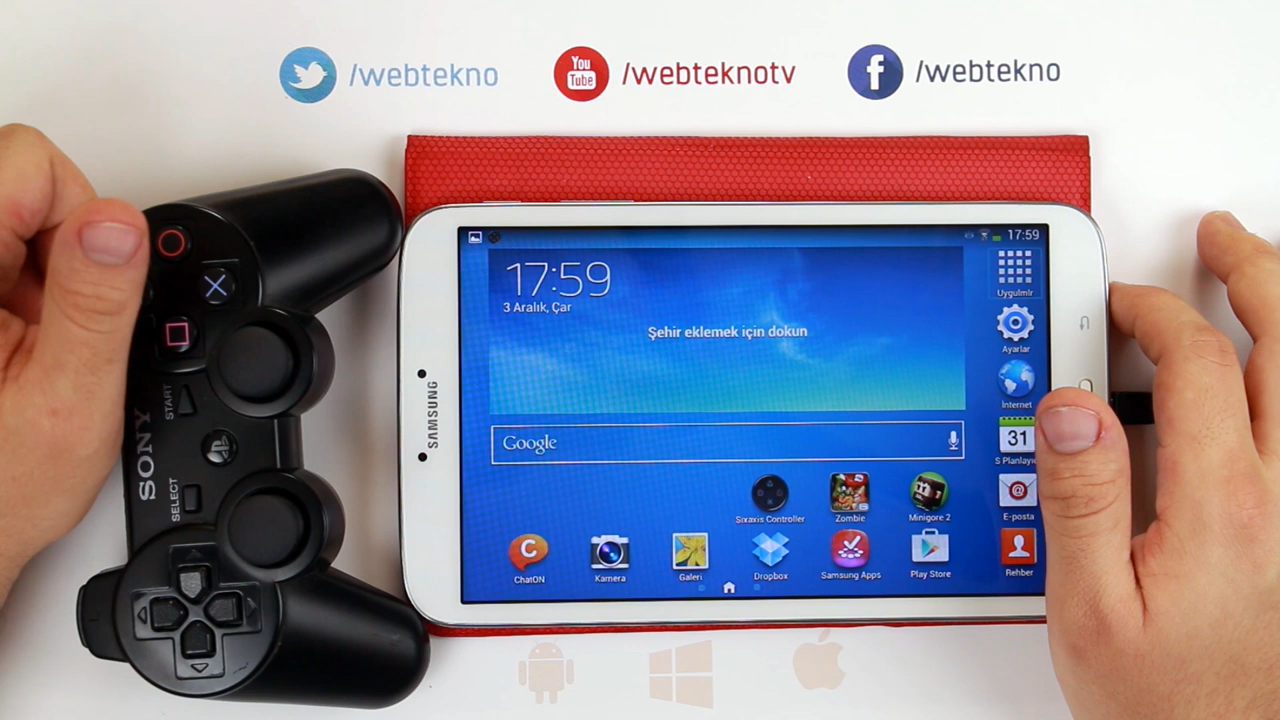 /webtekno
You
Tube
/webteknotv
f
/webtekno
SONY
START
SELECT
SAMSUNG
17:59
17:59
3 Aralık, Çar
Şehir eklemek için dokun
Google
Uygulmlr
Ayarlar
İnternet
31
S Planlayıc
E-posta
Rehber
Sixaxis Controller
Zombie
Minigore 2
ChatON
Kamera
Galeri
Dropbox
Samsung Apps
Play Store